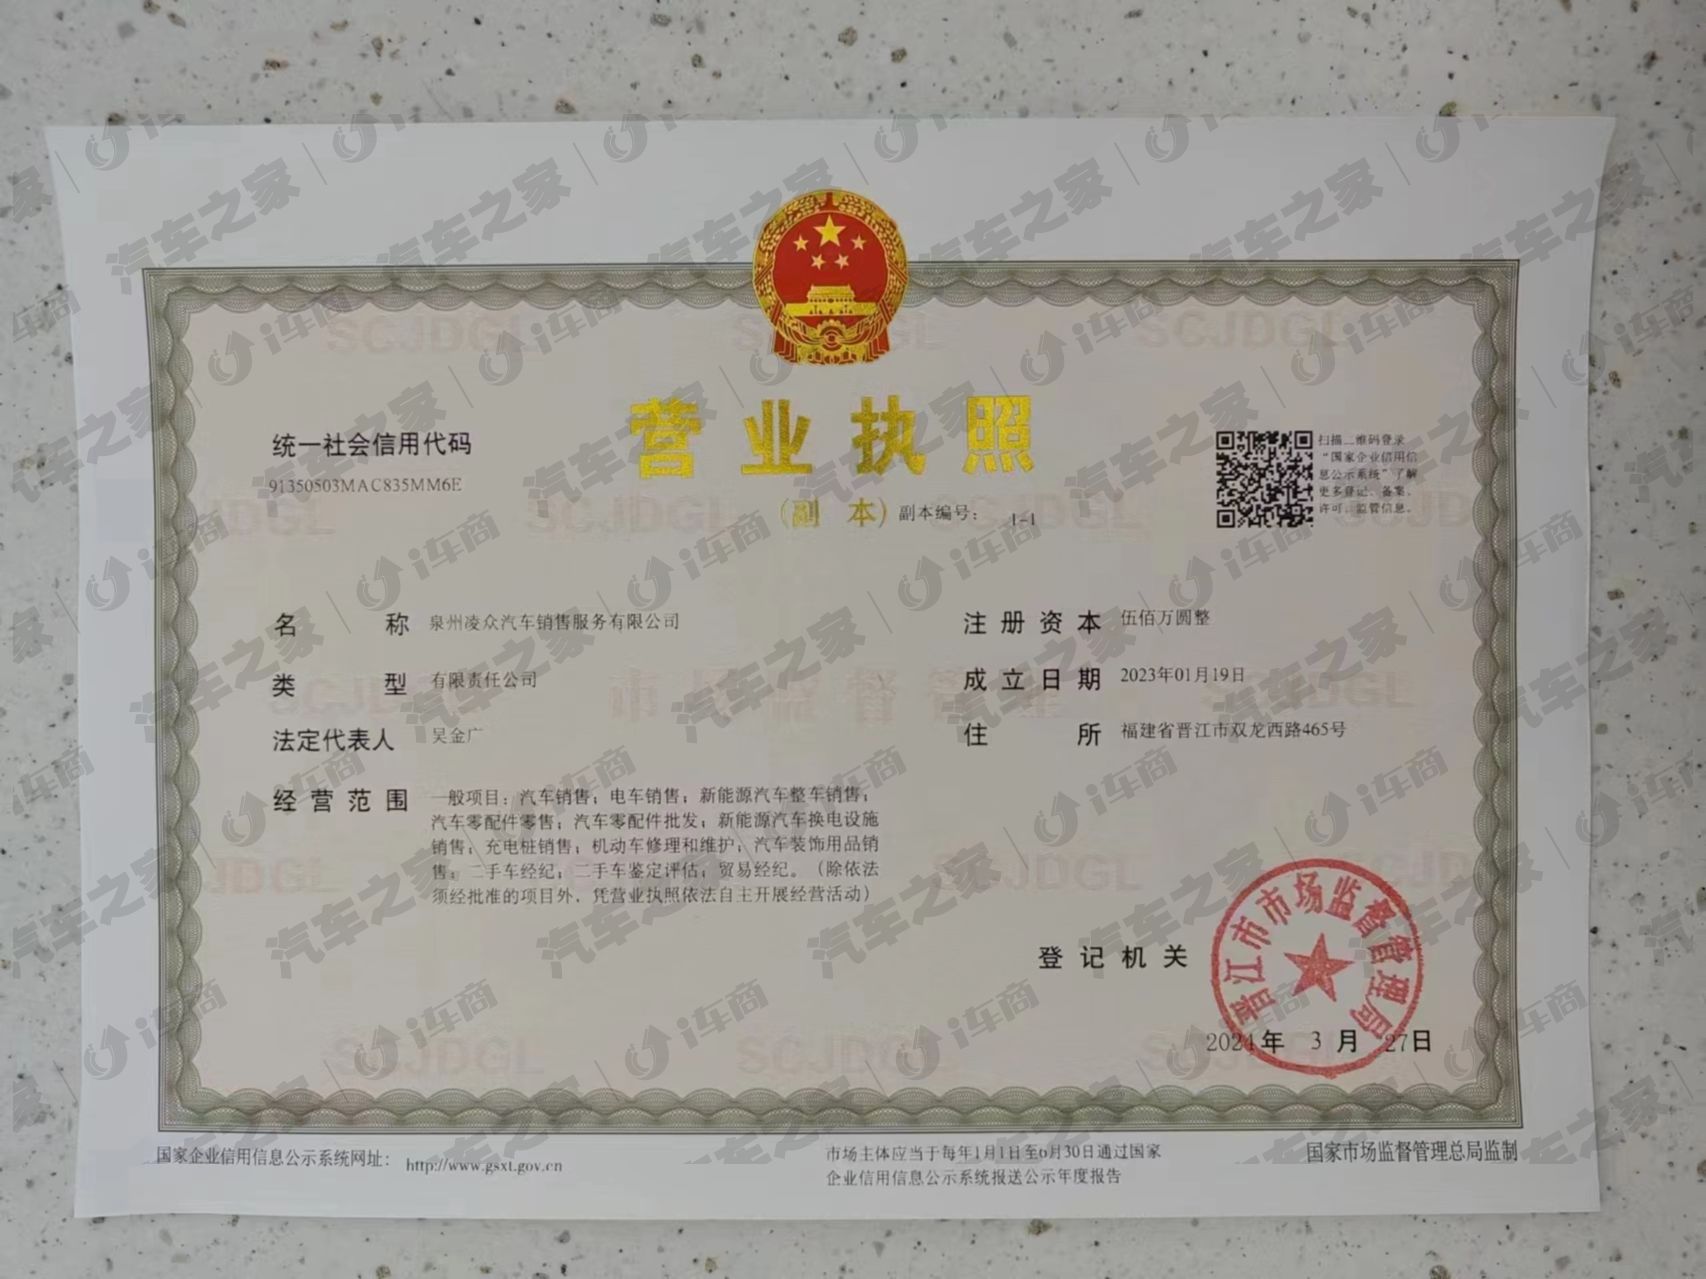 营业执照
(副本) 副本编号: 1-1
统一社会信用代码
91350503MAC835MM6E
扫描二维码登录
“国家企业信用信
息公示系统”了解
更多登记、备案、
许可、监管信息。
名称 泉州凌众汽车销售服务有限公司
类型 有限责任公司
法定代表人 吴金广
经营范围 一般项目:汽车销售;电车销售;新能源汽车整车销售;
汽车零配件零售;汽车零配件批发;新能源汽车换电设施
销售;充电桩销售;机动车修理和维护;汽车装饰用品销
售;二手车经纪;二手车鉴定评估;贸易经纪。(除依法
须经批准的项目外,凭营业执照依法自主开展经营活动)
注册资本 伍佰万圆整
成立日期 2023年01月19日
住所 福建省晋江市双龙西路465号
登记机关
晋江市市场监督管理局
2024年 3月 27日
国家企业信用信息公示系统网址: http://www.gsxt.gov.cn
市场主体应当于每年1月1日至6月30日通过国家
企业信用信息公示系统报送公示年度报告
国家市场监督管理总局监制
SCJDGL
市场监督管理
汽车之家 | i车商